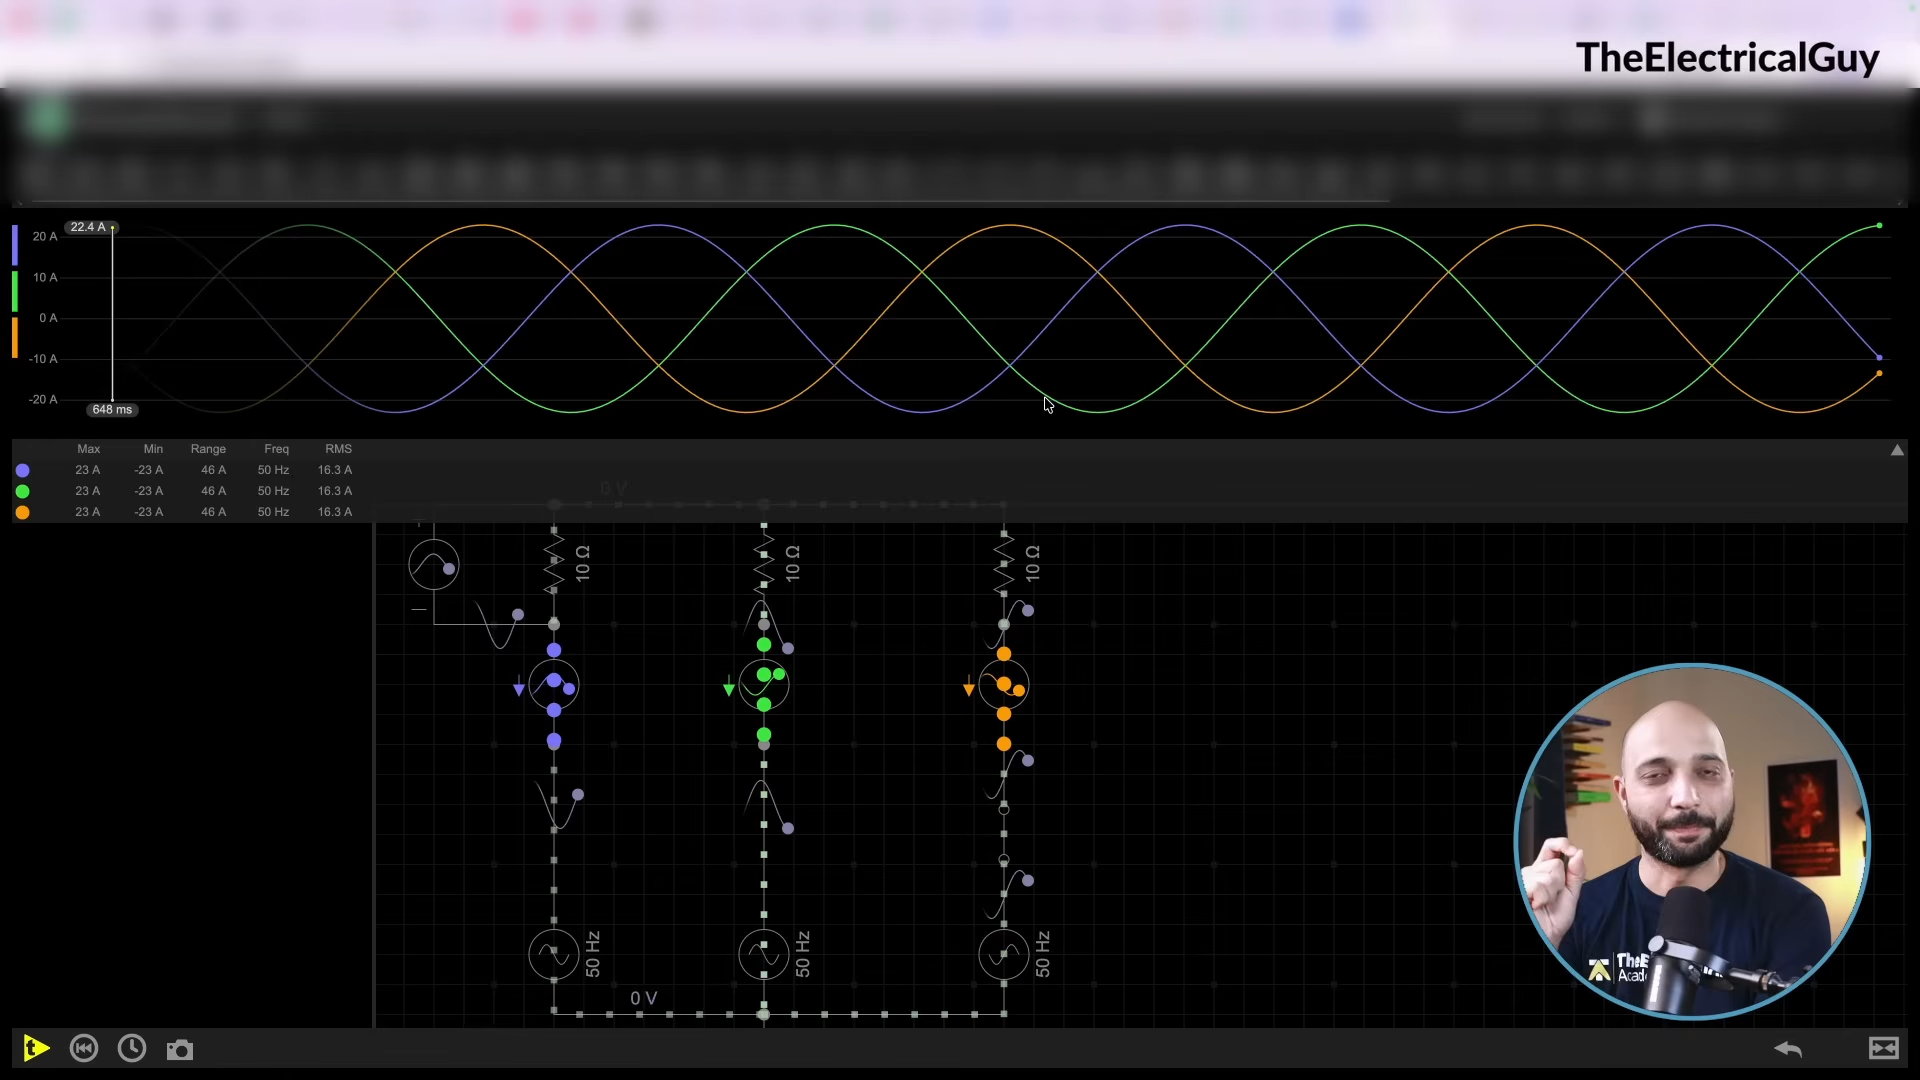 TheElectricalGuy
22.4 A
20 A
10 A
0 A
-10 A
-20 A
648 ms
Max Min Range Freq RMS
23 A -23 A 46 A 50 Hz 16.3 A
23 A -23 A 46 A 50 Hz 16.3 A
23 A -23 A 46 A 50 Hz 16.3 A
0 V
10 Ω
10 Ω
10 Ω
50 Hz
50 Hz
50 Hz
0 V
t